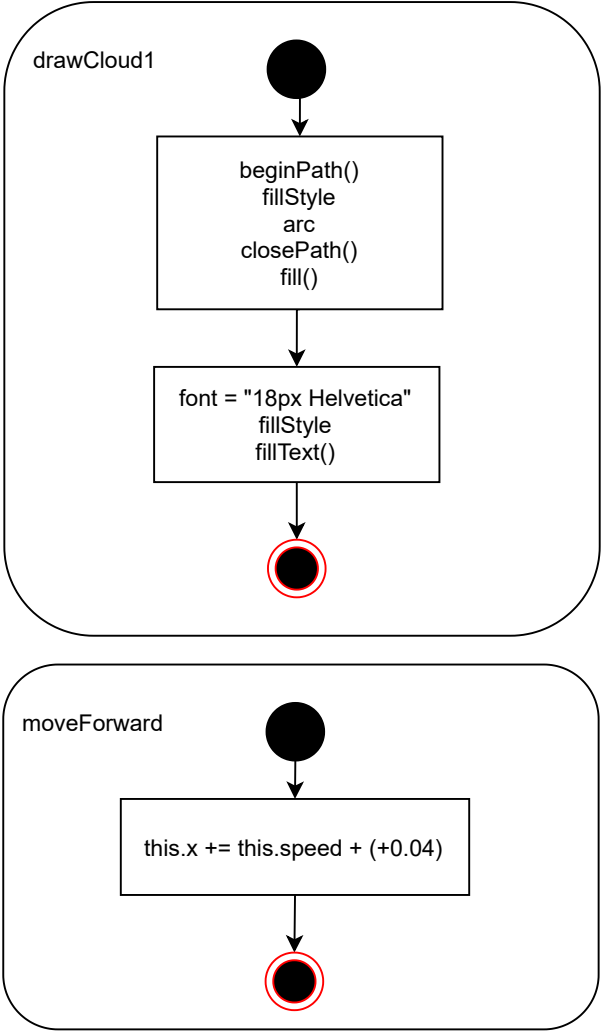 drawCloud1
beginPath()
fillStyle
arc
closePath()
fill()
font = "18px Helvetica"
fillStyle
fillText()
moveForward
this.x += this.speed + (+0.04)